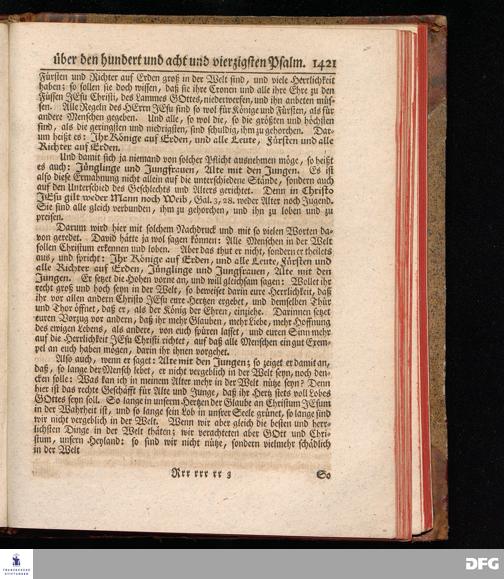 über den hundert und acht und vierzigsten Psalm. 1421
Fürsten und Richter auf Erden groß in der Welt sind, und viele Herrlichkeit
haben; so sollen sie doch wissen, daß sie ihre Cronen und alle ihre Ehre zu den
Füssen JEsu Christi, des Lammes GOttes, niederwerfen, und ihn anbeten müs-
sen. Alle Regeln des HErrn JEsu sind so wol für Könige und Fürsten, als für
andere Menschen gegeben. Und alle, so wol die, so die größten und höchsten
sind, als die geringsten und niedrigsten, sind schuldig, ihm zu gehorchen. Dar-
um heißt es: Ihr Könige auf Erden, und alle Leute, Fürsten und alle
Richter auf Erden.
Und damit sich ja niemand von solcher Pflicht ausnehmen möge, so heißt
es auch: Jünglinge und Jungfrauen, Alte mit den Jungen. Es ist
also diese Ermahnung nicht allein auf die unterschiedene Stände, sondern auch
auf den Unterschied des Geschlechts und Alters gerichtet. Denn in Christo
JEsu gilt weder Mann noch Weib, Gal. 3, 28. weder Alter noch Jugend.
Sie sind alle gleich verbunden, ihm zu gehorchen, und ihn zu loben und zu
preisen.
Darum wird hier mit solchem Nachdruck und mit so vielen Worten da-
von geredet. David hätte ja wol sagen können: Alle Menschen in der Welt
sollen Christum erkennen und loben. Aber das thut er nicht, sondern er theilets
aus, und spricht: Ihr Könige auf Erden, und alle Leute, Fürsten und
alle Richter auf Erden, Jünglinge und Jungfrauen, Alte mit den
Jungen. Er setzet die Hohen vorne an, und will gleichsam sagen: Wollet ihr
recht groß und hoch seyn in der Welt, so beweiset darin eure Herrlichkeit, daß
ihr vor allen andern Christo JEsu eure Hertzen ergebet, und demselben Thür
und Thor öffnet, daß er, als der König der Ehren, einziehe. Darinnen setzet
euren Vorzug vor andern, daß ihr mehr Glauben, mehr Liebe, mehr Hoffnung
des ewigen Lebens, als andere, von euch spüren lasset, und euren Sinn mehr
auf die Herrlichkeit JEsu Christi richtet, auf daß alle Menschen ein gut Exem-
pel an euch haben mögen, darin ihr ihnen vorgehet.
Also auch, wenn er saget: Alte mit den Jungen; so zeiget er damit an,
daß, so lange der Mensch lebet, er nicht vergeblich in der Welt seyn, noch den-
cken solle: Was kan ich in meinem Alter mehr in der Welt nütze seyn? Denn
hier ist das rechte Geschäfft für Alte und Junge, daß ihr Hertz stets voll Lobes
GOttes seyn soll. So lange in unserm Hertzen der Glaube an Christum JEsum
in der Wahrheit ist, und so lange sein Lob in unsrer Seele grünet, so lange sind
wir nicht vergeblich in der Welt. Wenn wir aber gleich die besten und herr-
lichsten Dinge in der Welt thäten; wir verachteten aber GOtt und Chri-
stum, unsern Heyland: so sind wir nicht nütze, sondern vielmehr schädlich
in der Welt
Rrr rrr rr 3
So
FRANCKESCHE
STIFTUNGEN
DFG